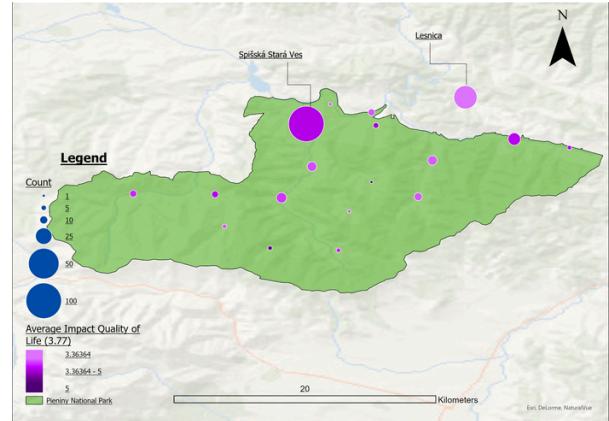 N
Lesnica
Spišská Stará Ves
Legend
Count
1
5
10
25
50
100
Average Impact Quality of
Life (3.77)
3.36364
3.36364 - 5
5
Pieniny National Park
20
Kilometers
Esri, DeLorme, NaturalVue